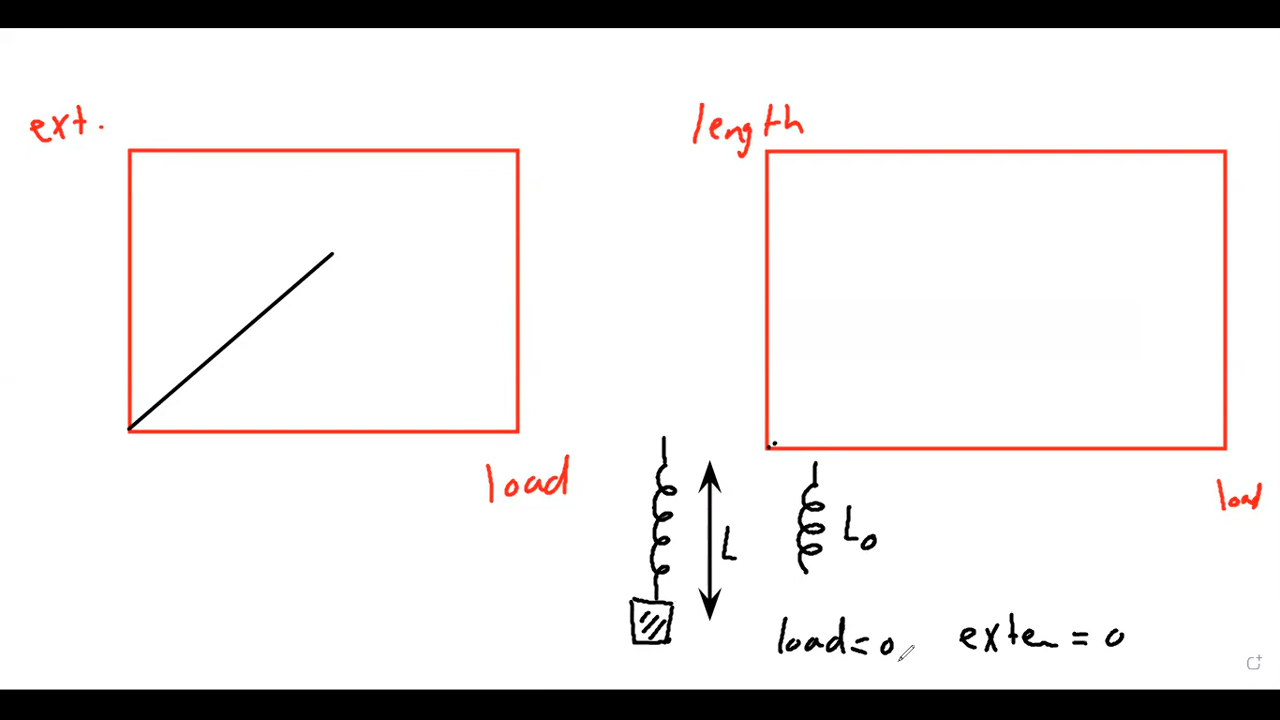 ext.
length
load
load
L
L₀
load = 0, exten = 0